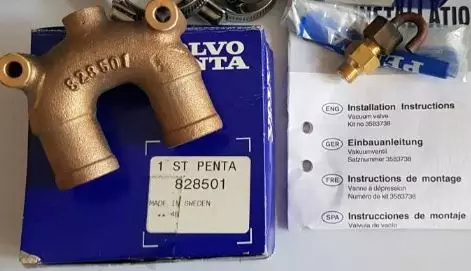 828501
VOLVO
PENTA
1 ST PENTA
828501
MADE IN SWEDEN
** 48
INSTALLATION
ENG Installation Instructions
Vacuum valve
Kit no 3583738
GER Einbauanleitung
Vakuumventil
Satznummer 3583738
FRE Instructions de montage
Vanne à dépression
Numéro de kit 3583738
SPA Instrucciones de montaje
Válvula de vacío